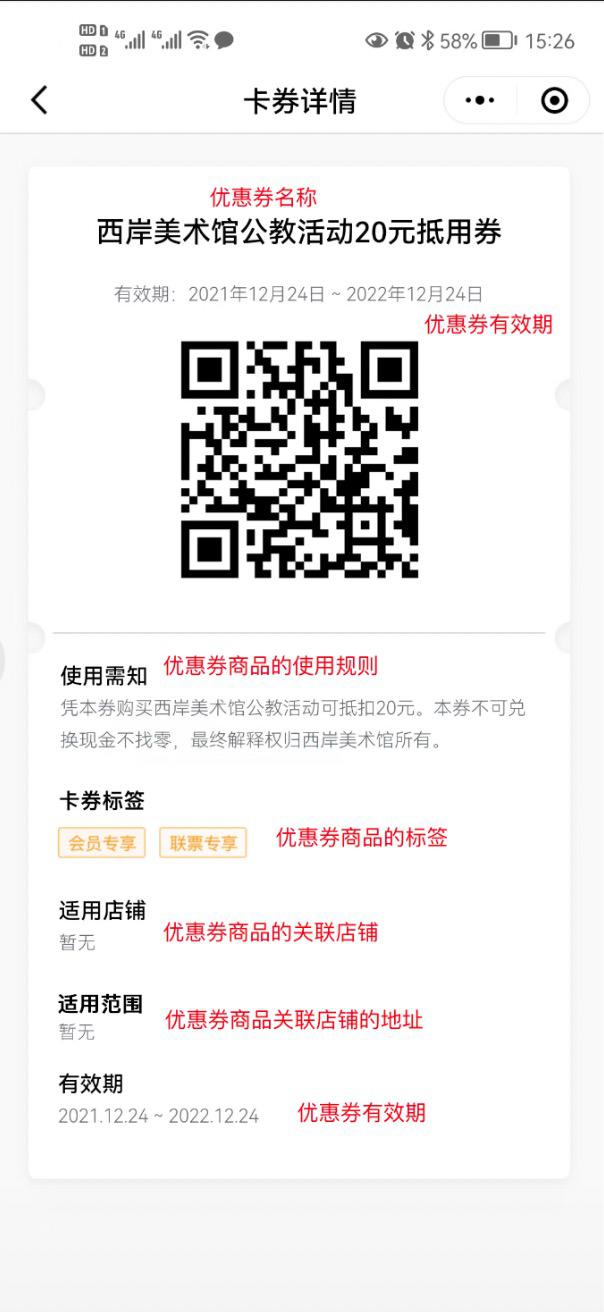 HD 1 4G 4G 58% 15:26
HD 2
卡券详情
优惠券名称
西岸美术馆公教活动20元抵用券
有效期：2021年12月24日 ~ 2022年12月24日
优惠券有效期
使用需知 优惠券商品的使用规则
凭本券购买西岸美术馆公教活动可抵扣20元。本券不可兑
换现金不找零，最终解释权归西岸美术馆所有。
卡券标签
会员专享 联票专享 优惠券商品的标签
适用店铺
优惠券商品的关联店铺
暂无
适用范围
优惠券商品关联店铺的地址
暂无
有效期
2021.12.24 ~ 2022.12.24 优惠券有效期